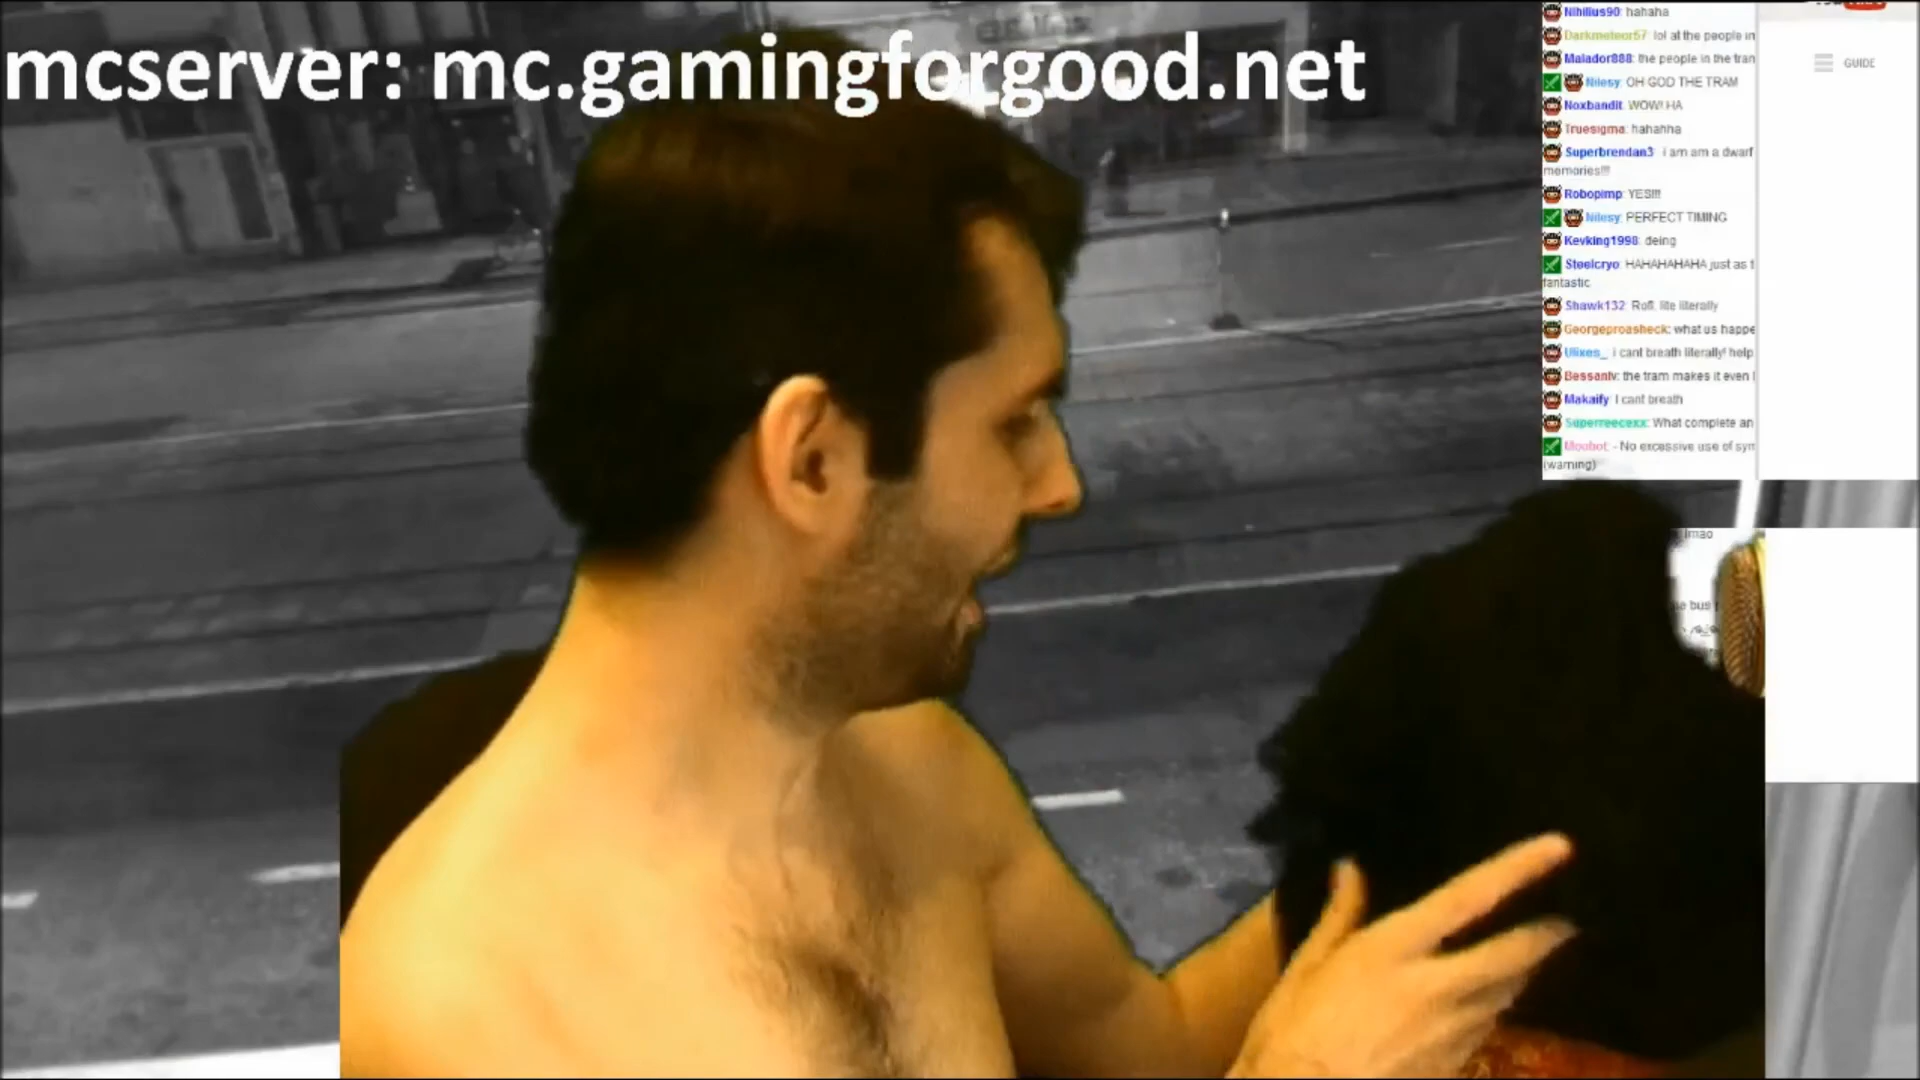 mcserver: mc.gamingforgood.net
Nihilius90: hahaha
Darkmeteor57: lol at the people in
Malador888: the people in the tram
Nilesy: OH GOD THE TRAM
Noxbandit: WOW! HA
Truesigma: hahahha
Superbrendan3: i am am a dwarf
memories!!!
Robopimp: YES!!!
Nilesy: PERFECT TIMING
Kevking1998: deing
Steelcryo: HAHAHAHAHA just as t
fantastic
Shawk132: Rofl. lite literally
Georgeproasheck: what us happe
Ulixes_: i cant breath literally! help
Bessanlv: the tram makes it even
Makaify: I cant breath
Superreecexx: What complete an
Moobot: - No excessive use of sym
(warning)
GUIDE
lmao
bus